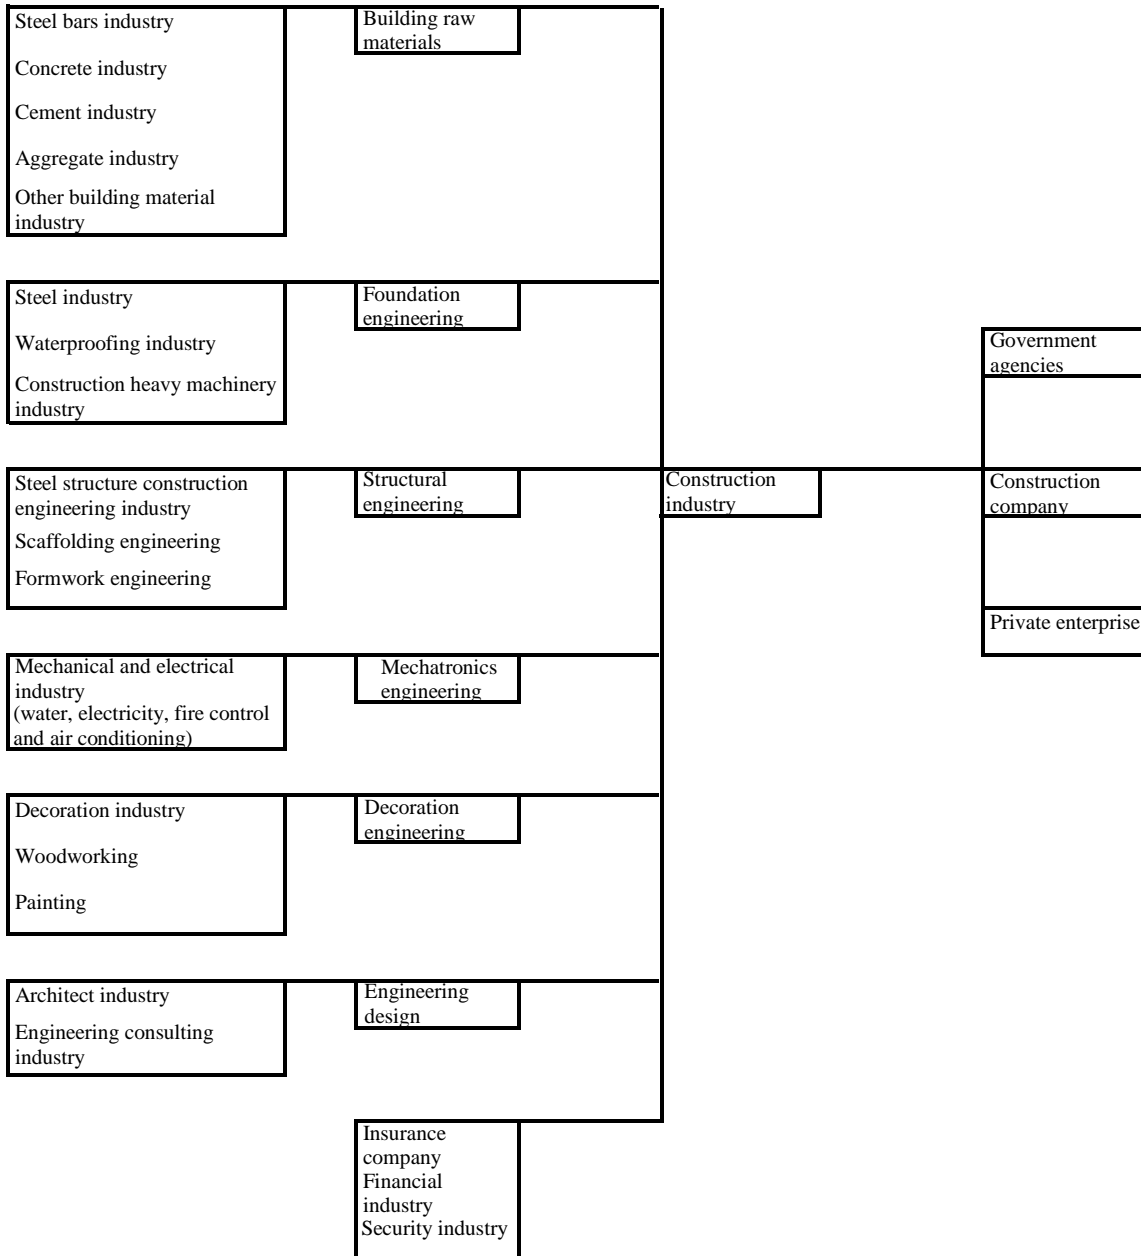 Steel bars industry
Concrete industry
Cement industry
Aggregate industry
Other building material
industry
Building raw
materials
Steel industry
Waterproofing industry
Construction heavy machinery
industry
Foundation
engineering
Steel structure construction
engineering industry
Scaffolding engineering
Formwork engineering
Structural
engineering
Mechanical and electrical
industry
(water, electricity, fire control
and air conditioning)
Mechatronics
engineering
Decoration industry
Woodworking
Painting
Decoration
engineering
Architect industry
Engineering consulting
industry
Engineering
design
Insurance
company
Financial
industry
Security industry
Construction
industry
Government
agencies
Construction
company
Private enterprise